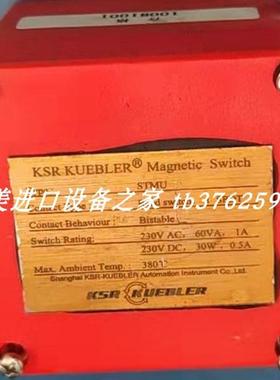 10018001
KSR KUEBLER® Magnetic Switch
STMU
美进口设备之家 tb376259
Contact Behaviour: Bistable
Switch Rating: 230V AC, 60VA, 1A
230V DC, 30W, 0.5A
Max. Ambient Temp.
Shanghai KSR-KUEBLER Automation Instrument Co., Ltd.
KSR KUEBLER